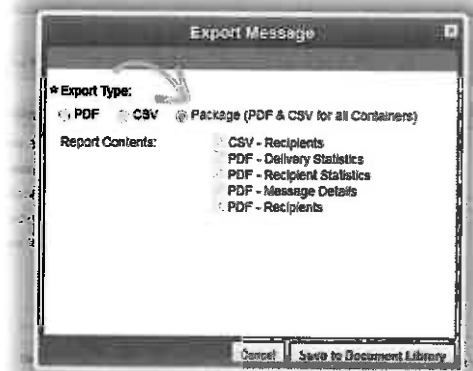 Export Message
* Export Type:
PDF CSV Package (PDF & CSV for all Containers)
Report Contents:
CSV - Recipients
PDF - Delivery Statistics
PDF - Recipient Statistics
PDF - Message Details
PDF - Recipients
Cancel Save to Document Library